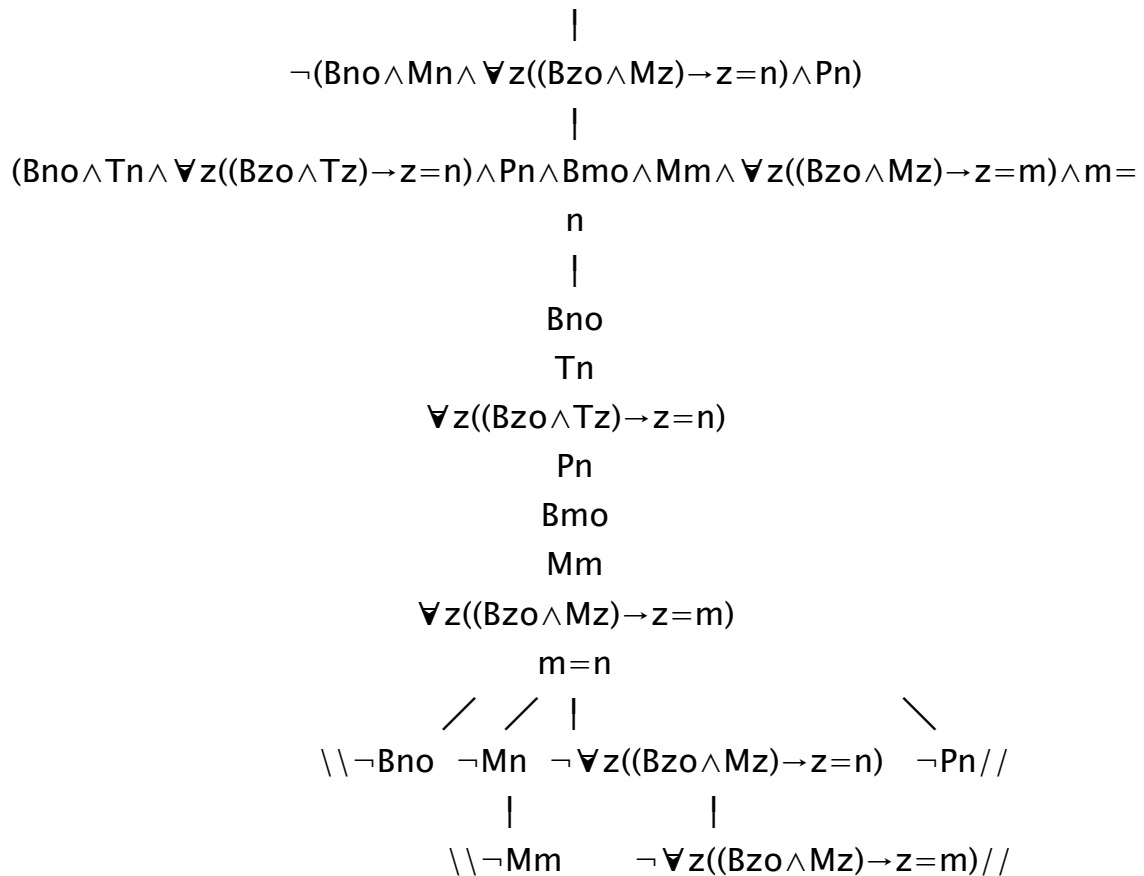 |
¬(Bno∧Mn∧∀z((Bzo∧Mz)→z=n)∧Pn)
|
(Bno∧Tn∧∀z((Bzo∧Tz)→z=n)∧Pn∧Bmo∧Mm∧∀z((Bzo∧Mz)→z=m)∧m=
n
|
Bno
Tn
∀z((Bzo∧Tz)→z=n)
Pn
Bmo
Mm
∀z((Bzo∧Mz)→z=m)
m=n
/ / | \
\\¬Bno ¬Mn ¬∀z((Bzo∧Mz)→z=n) ¬Pn//
| |
\\¬Mm ¬∀z((Bzo∧Mz)→z=m)//